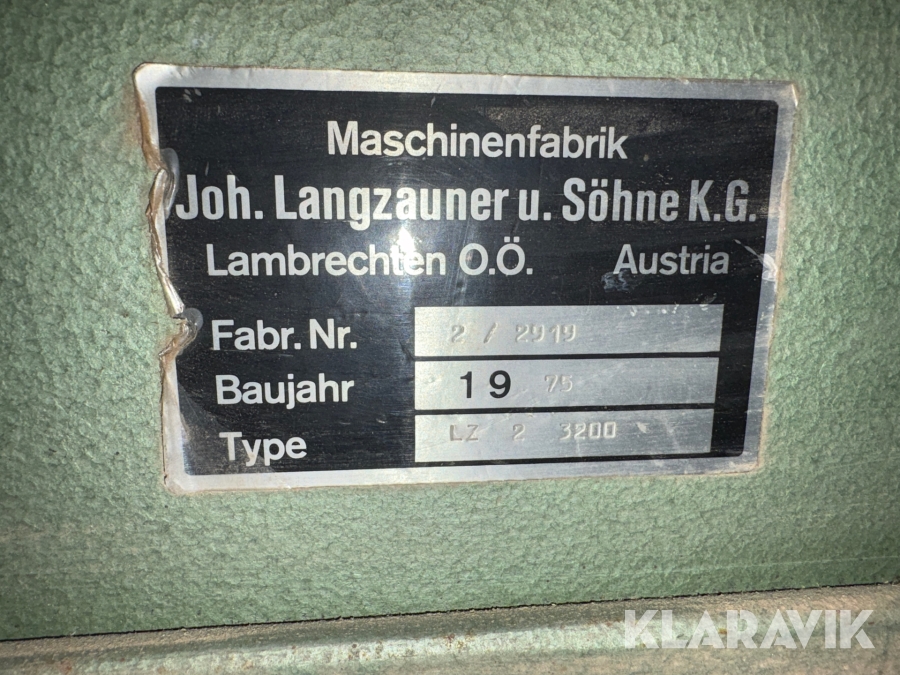 Maschinenfabrik
Joh. Langzauner u. Söhne K.G.
Lambrechten O.Ö. Austria
Fabr. Nr. 2 / 2919
Baujahr 19 75
Type LZ 2 3200
KLARAVIK